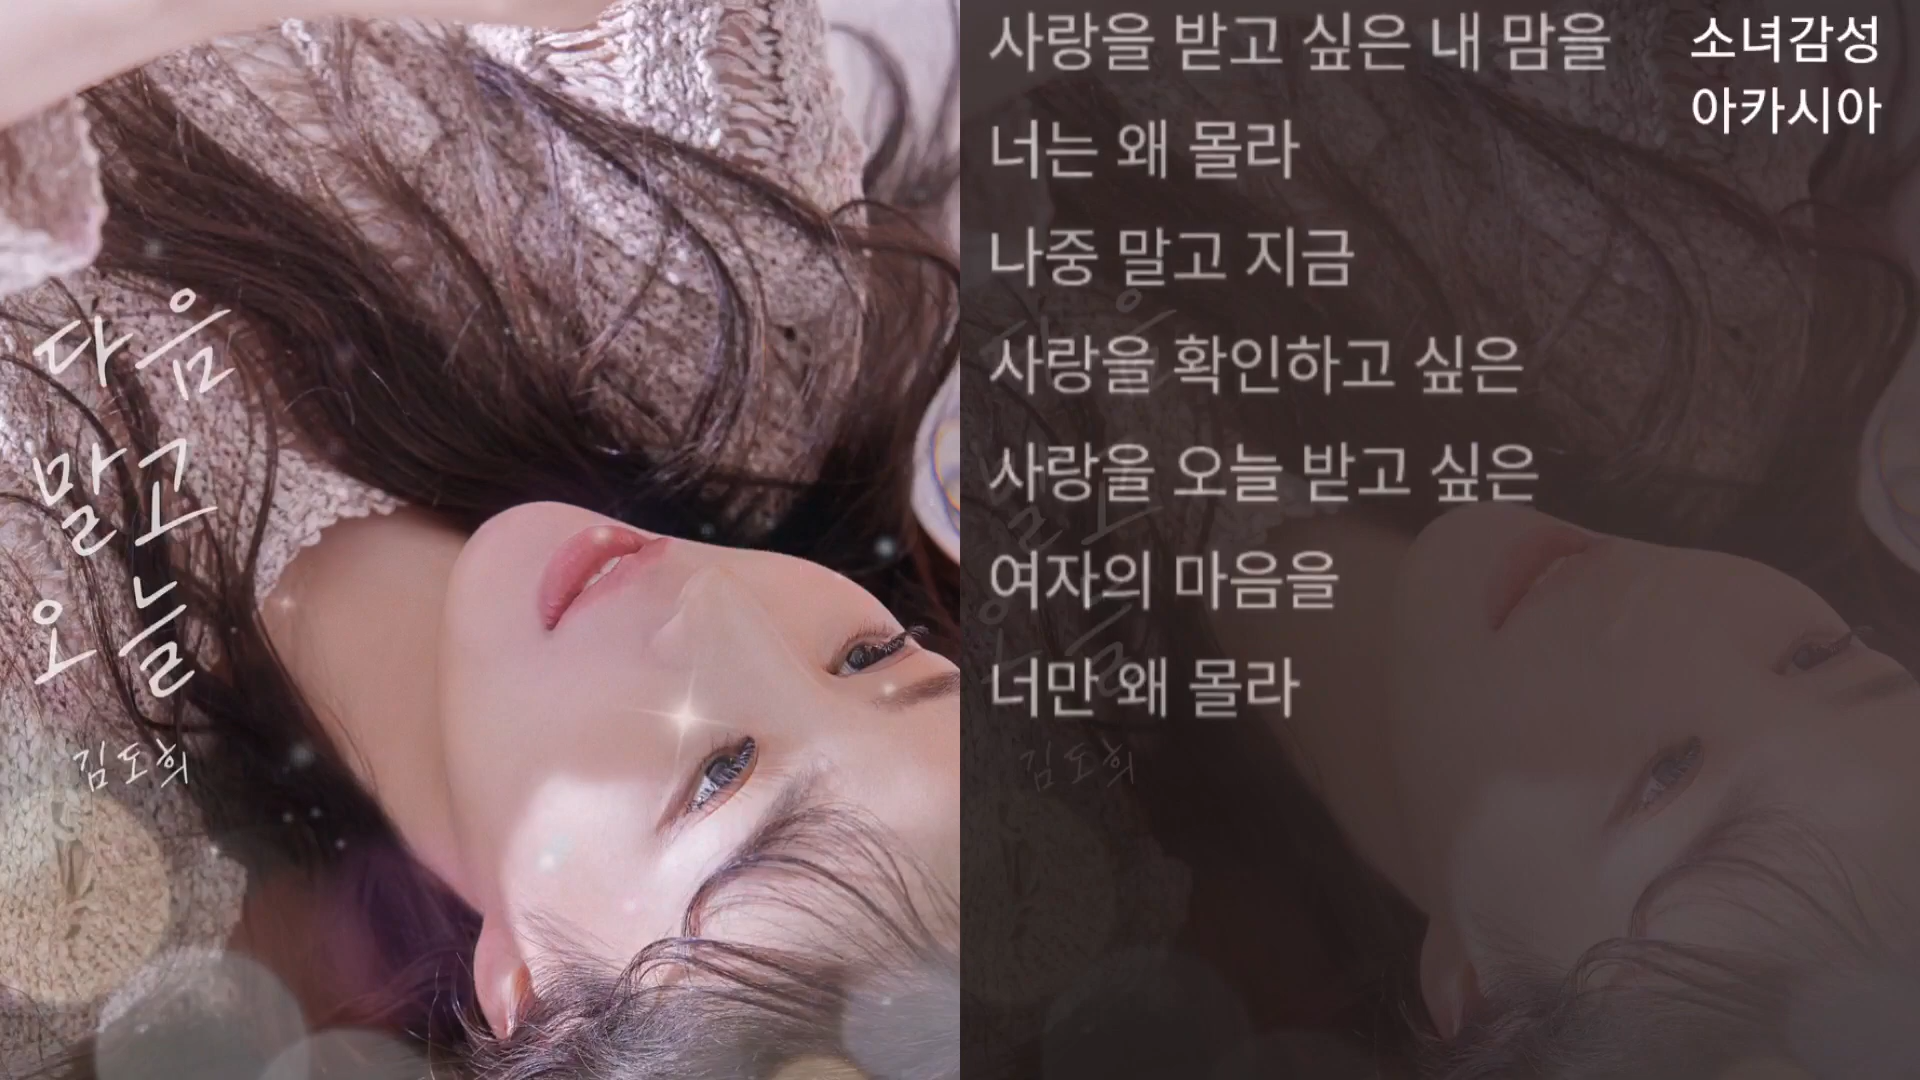 다음
말고
오늘
김도희
사랑을 받고 싶은 내 맘을
너는 왜 몰라
나중 말고 지금
사랑을 확인하고 싶은
사랑을 오늘 받고 싶은
여자의 마음을
너만 왜 몰라
소녀감성
아카시아